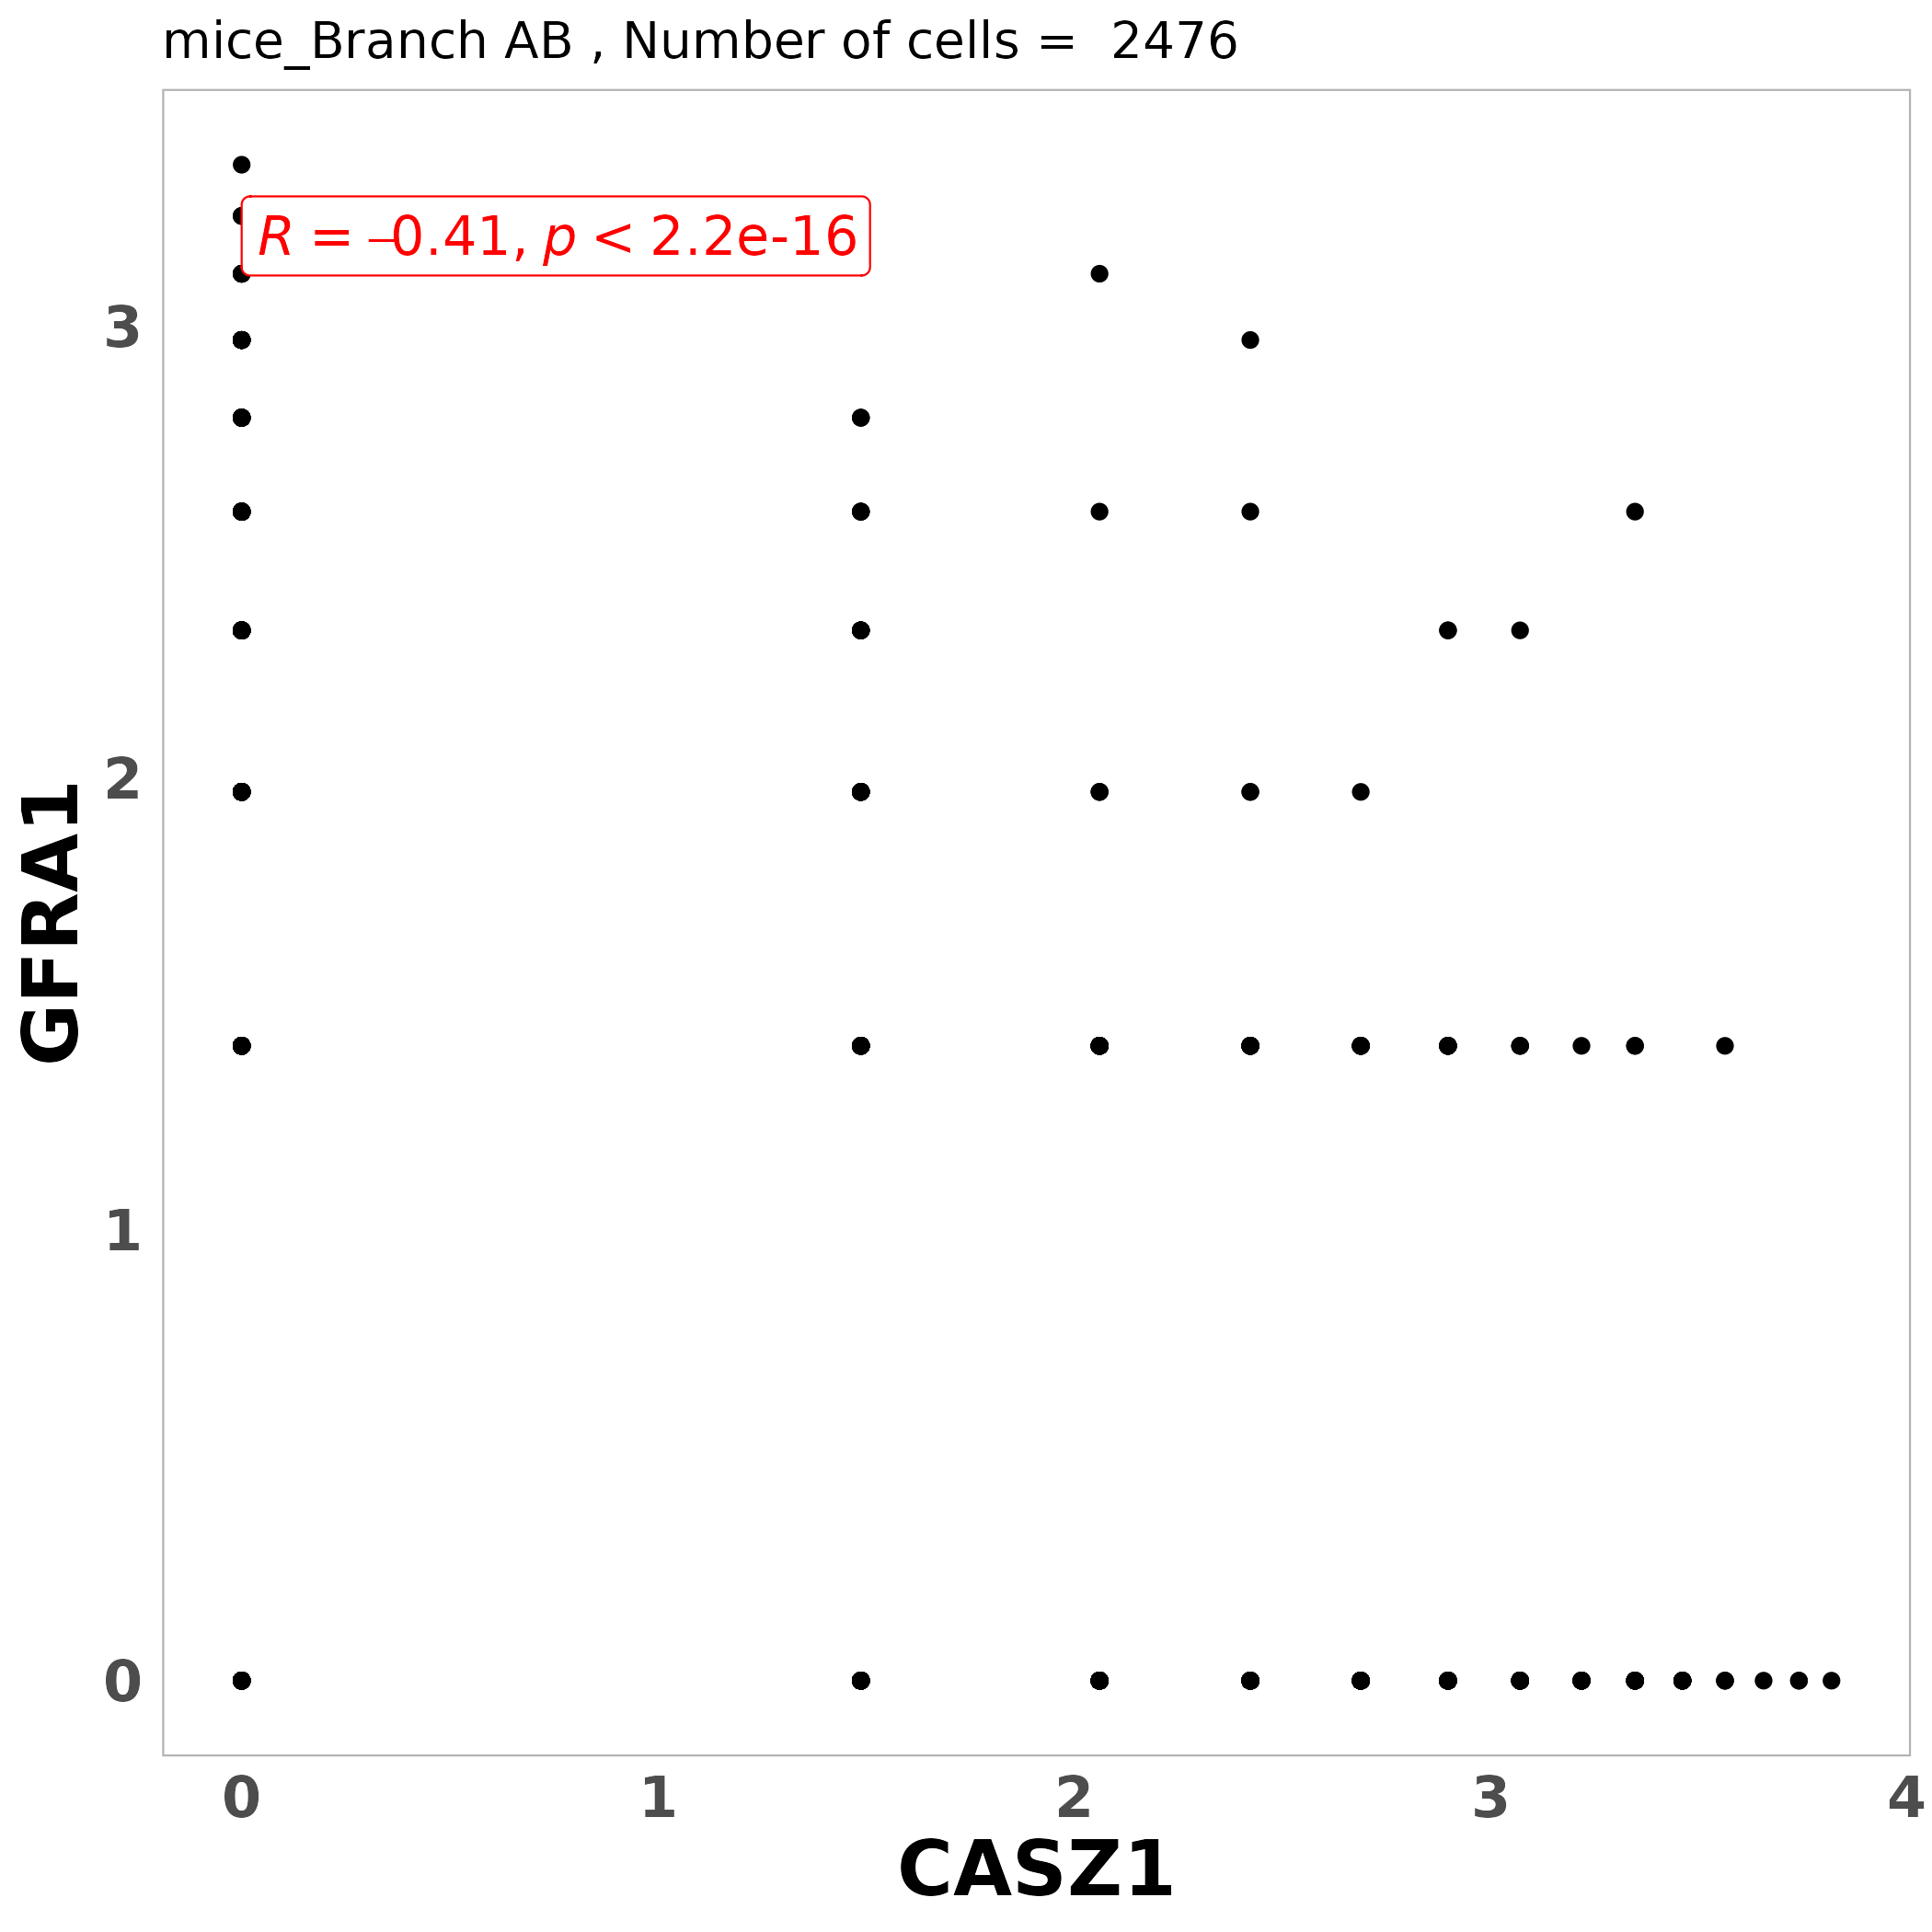 mice_Branch AB , Number of cells =  2476
R = –0.41, p < 2.2e-16
3
2
1
0
GFRA1
0 1 2 3 4
CASZ1